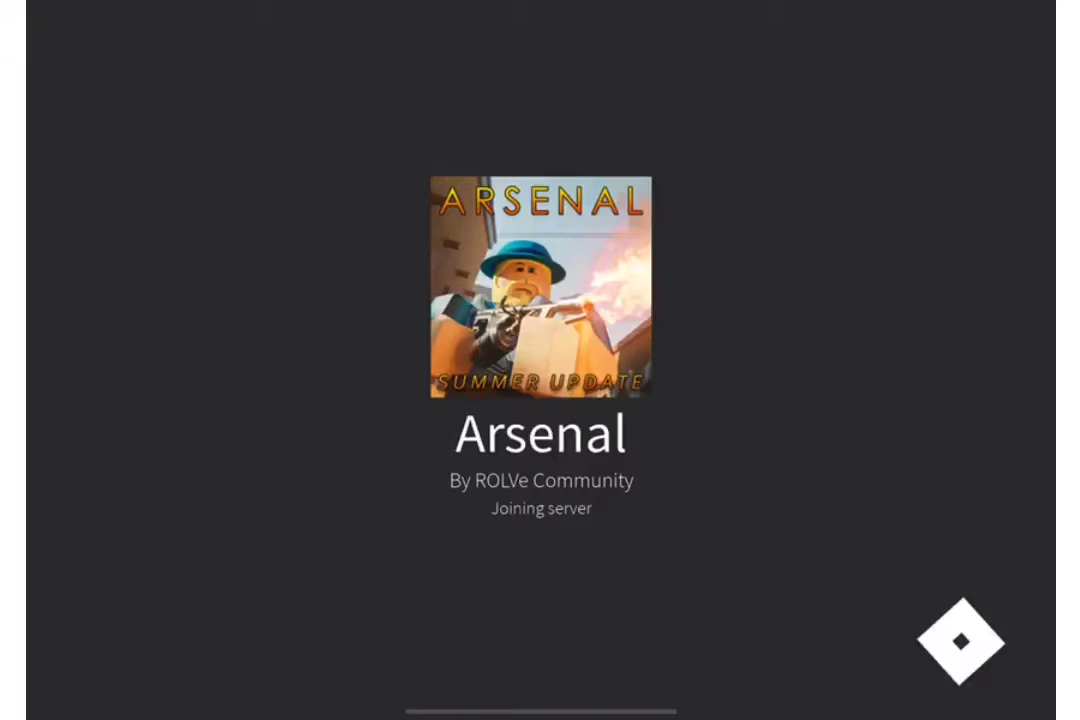 ARSENAL
SUMMER UPDATE
Arsenal
By ROLVe Community
Joining server